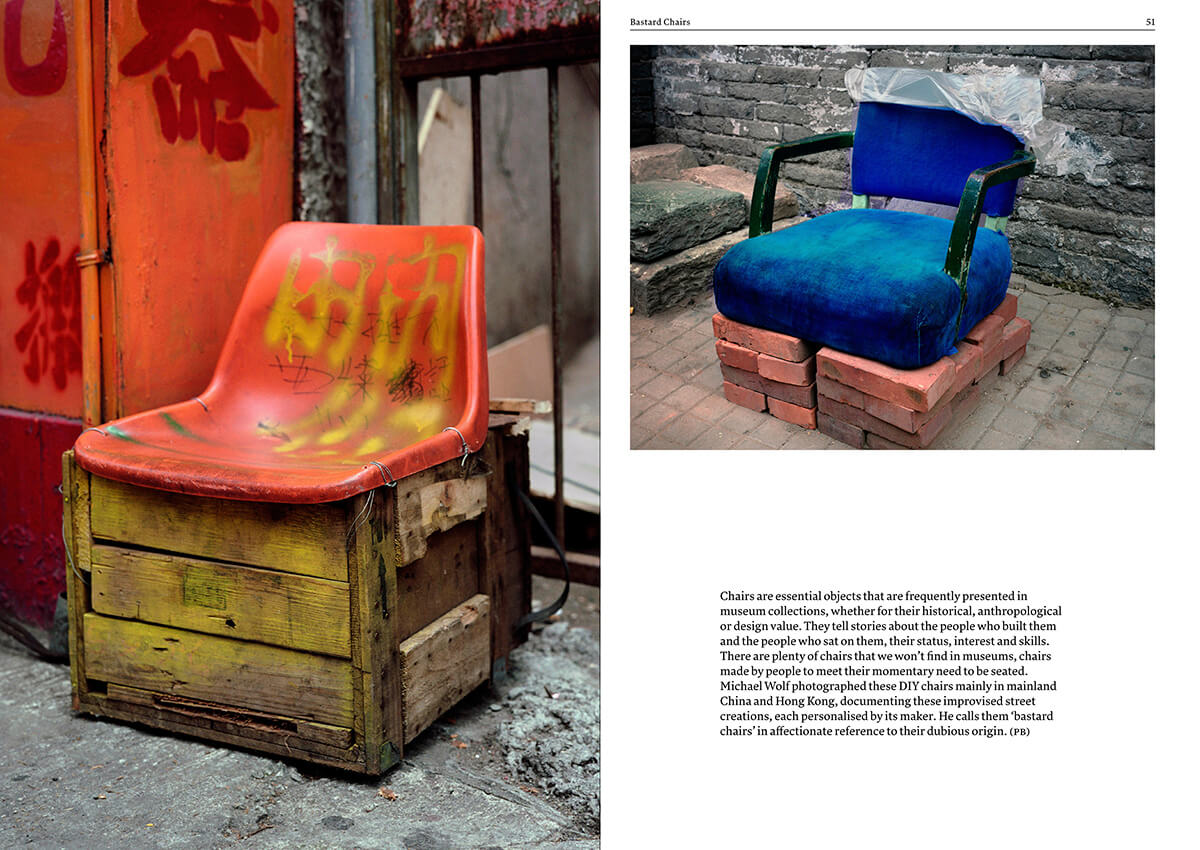 Bastard Chairs
51
Chairs are essential objects that are frequently presented in
museum collections, whether for their historical, anthropological
or design value. They tell stories about the people who built them
and the people who sat on them, their status, interest and skills.
There are plenty of chairs that we won’t find in museums, chairs
made by people to meet their momentary need to be seated.
Michael Wolf photographed these DIY chairs mainly in mainland
China and Hong Kong, documenting these improvised street
creations, each personalised by its maker. He calls them ‘bastard
chairs’ in affectionate reference to their dubious origin. (PB)